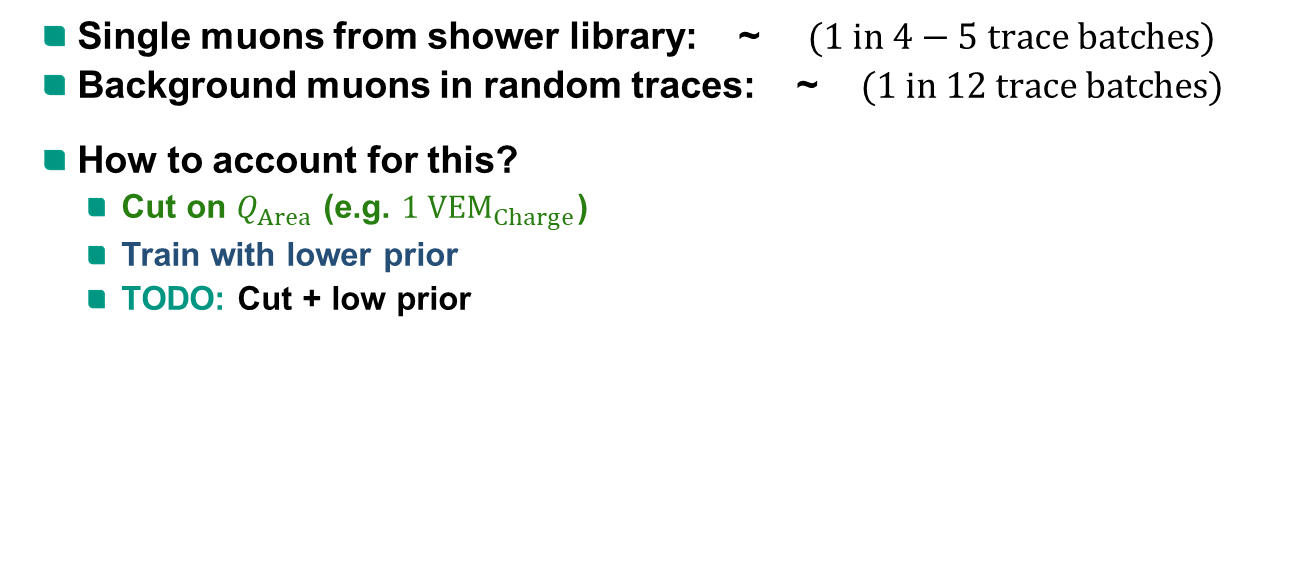 Single muons from shower library: ~ (1 in 4 − 5 trace batches)
Background muons in random traces: ~ (1 in 12 trace batches)
How to account for this?
Cut on Q_Area (e.g. 1 VEM_Charge)
Train with lower prior
TODO: Cut + low prior